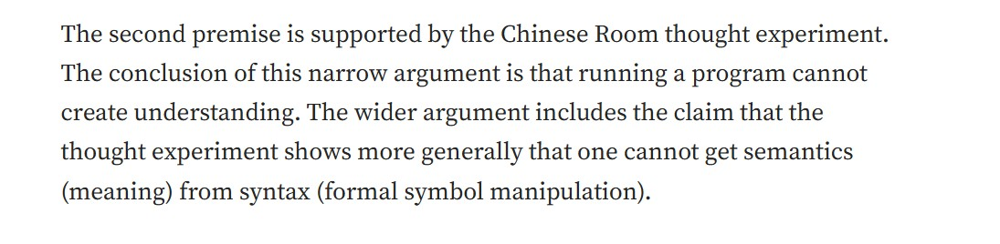 The second premise is supported by the Chinese Room thought experiment.
The conclusion of this narrow argument is that running a program cannot
create understanding. The wider argument includes the claim that the
thought experiment shows more generally that one cannot get semantics
(meaning) from syntax (formal symbol manipulation).